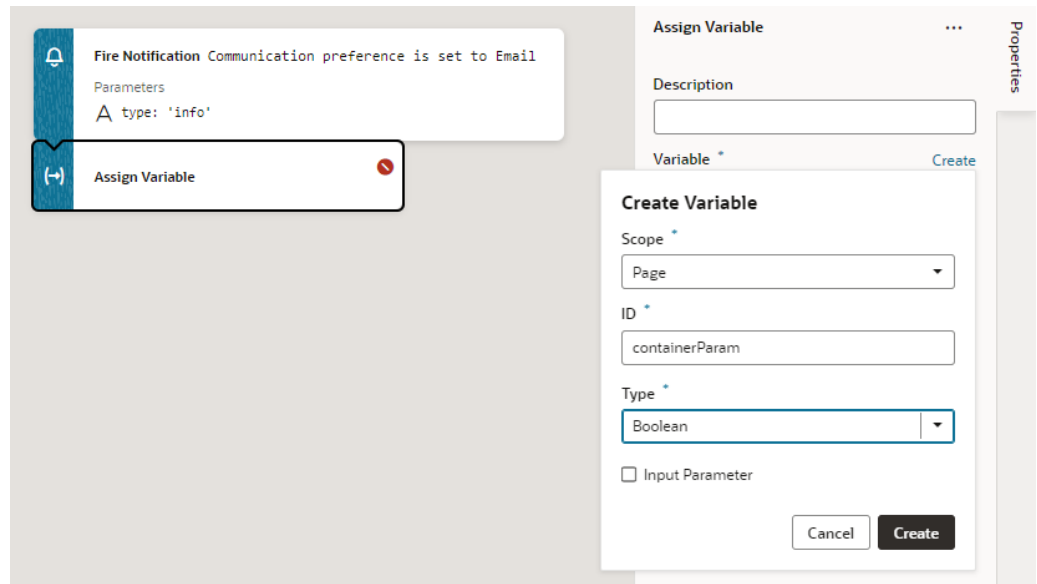 Fire Notification Communication preference is set to Email
Parameters
A type: 'info'
Assign Variable
Assign Variable
Properties
Description
Variable *
Create
Create Variable
Scope *
Page
ID *
containerParam
Type *
Boolean
Input Parameter
Cancel
Create